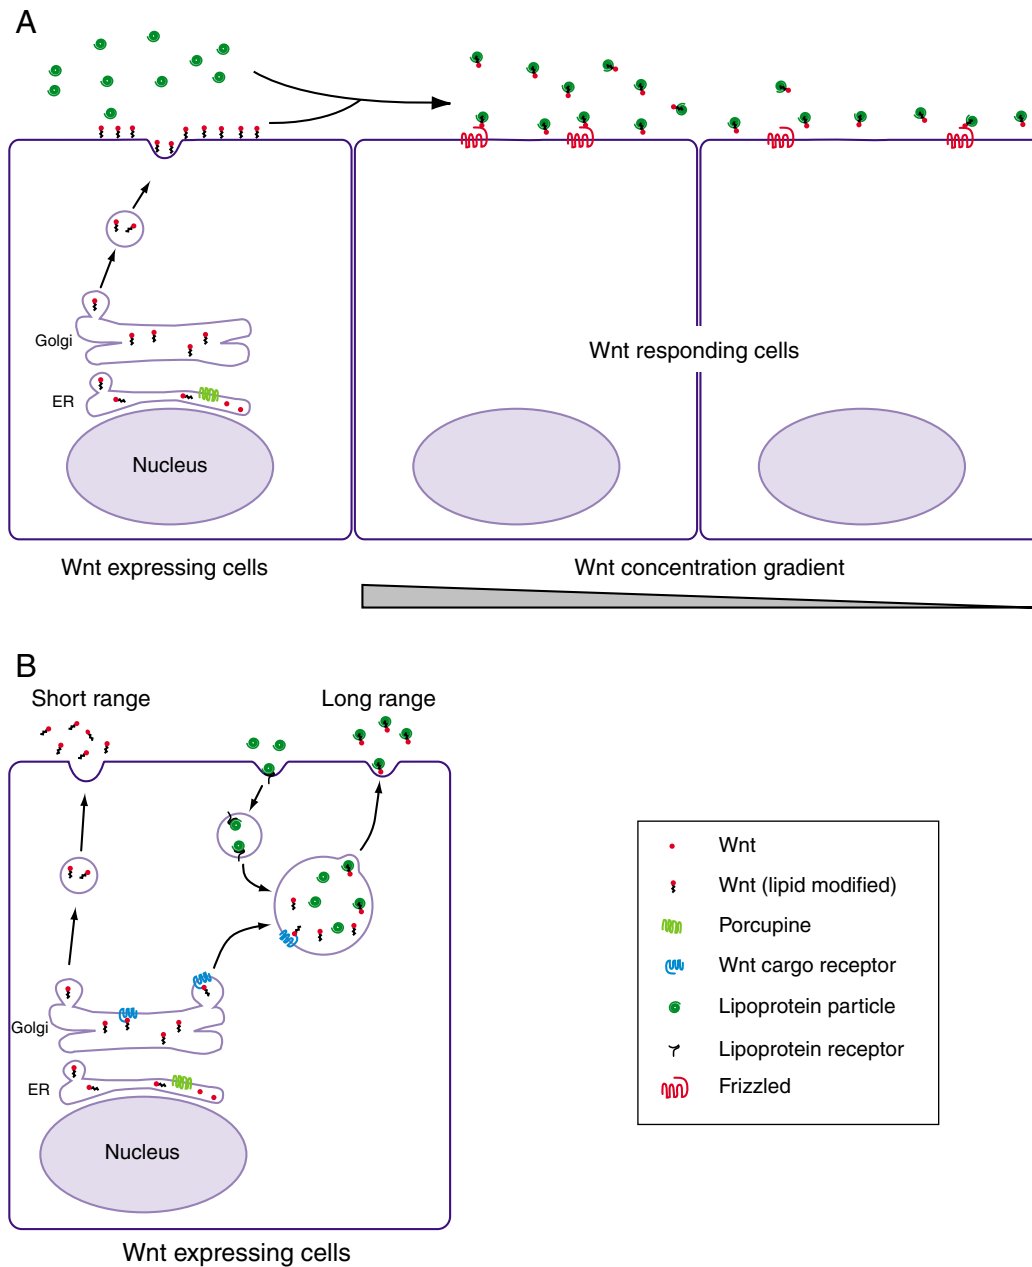 A
Golgi
ER
Nucleus
Wnt responding cells
Wnt expressing cells
Wnt concentration gradient
B
Short range
Long range
Golgi
ER
Nucleus
Wnt expressing cells
Wnt
Wnt (lipid modified)
Porcupine
Wnt cargo receptor
Lipoprotein particle
Lipoprotein receptor
Frizzled